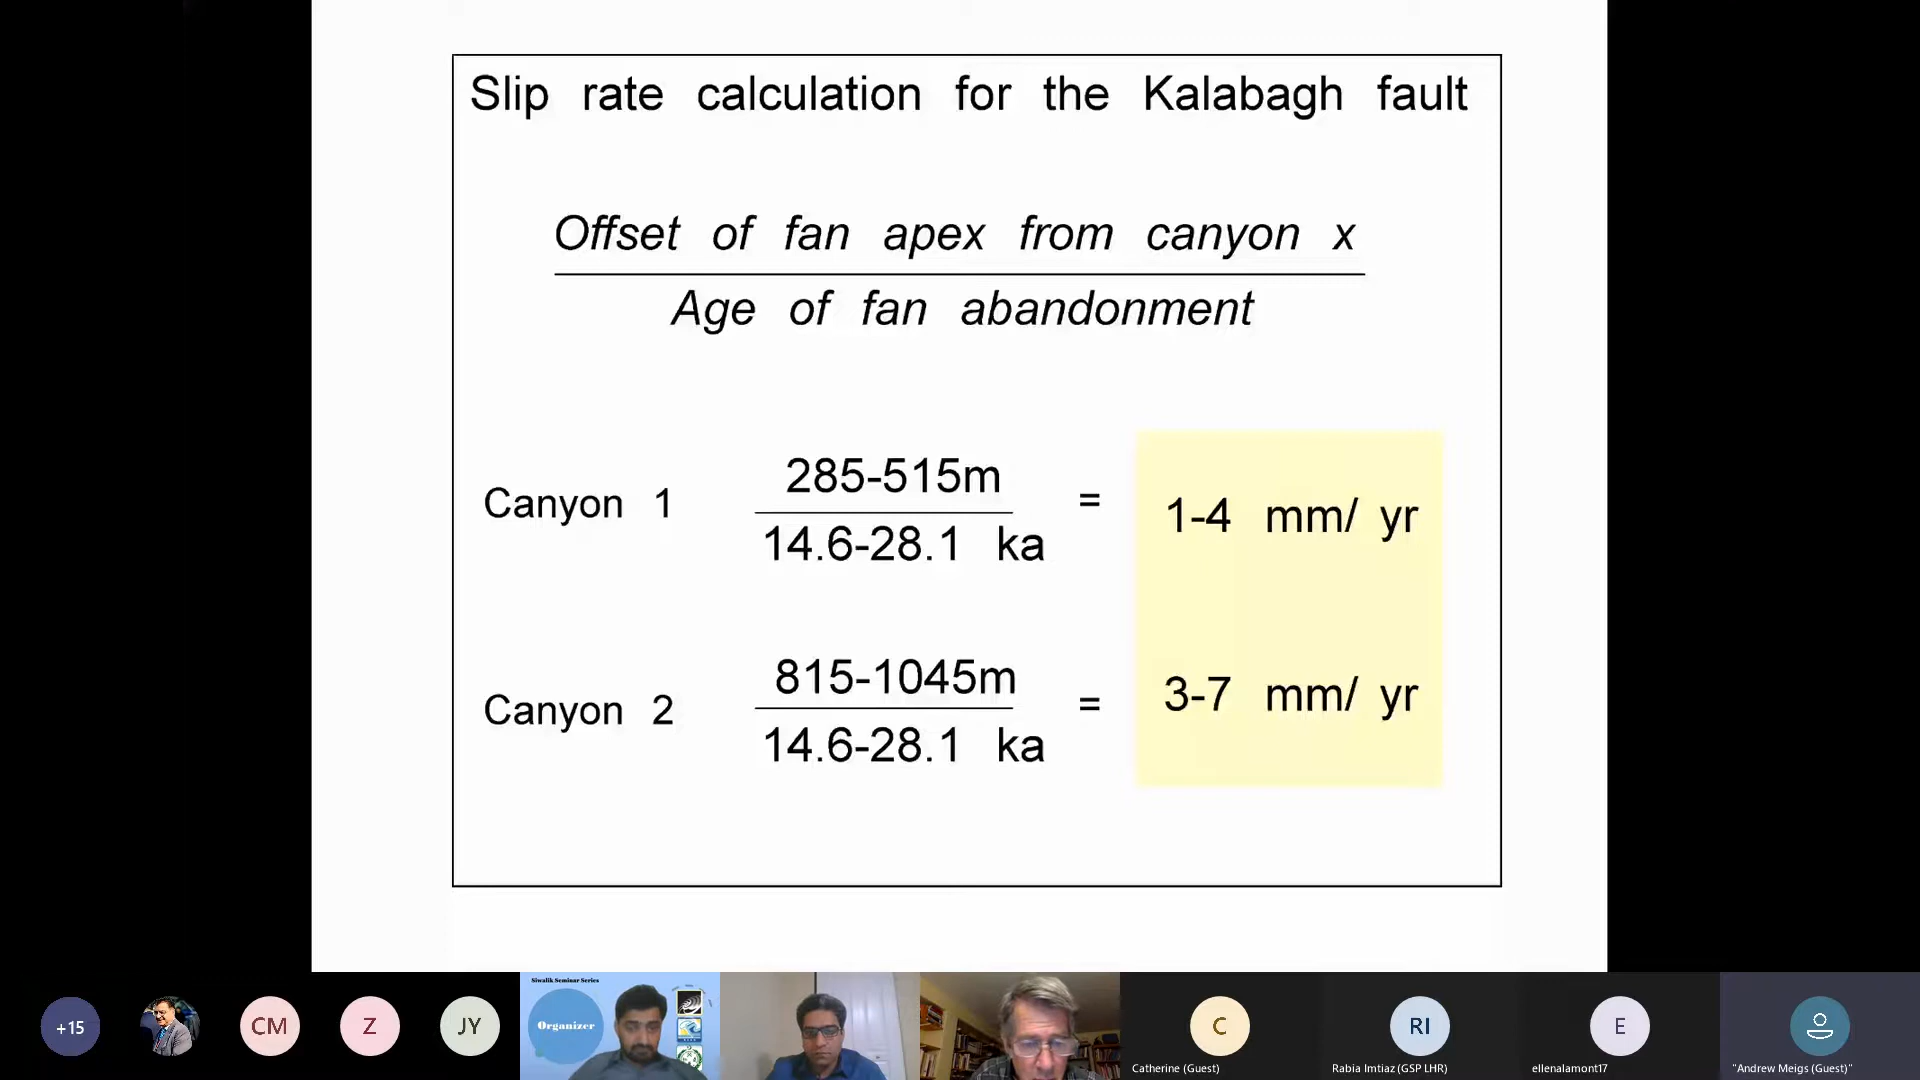 Slip rate calculation for the Kalabagh fault
Offset of fan apex from canyon x
Age of fan abandonment
Canyon 1
285-515m
14.6-28.1 ka
=
1-4 mm/ yr
Canyon 2
815-1045m
14.6-28.1 ka
=
3-7 mm/ yr
+15
CM
Z
JY
Siwalik Seminar Series
Organizer
C
Catherine (Guest)
RI
Rabia Imtiaz (GSP LHR)
E
ellenalamont17
"Andrew Meigs (Guest)"